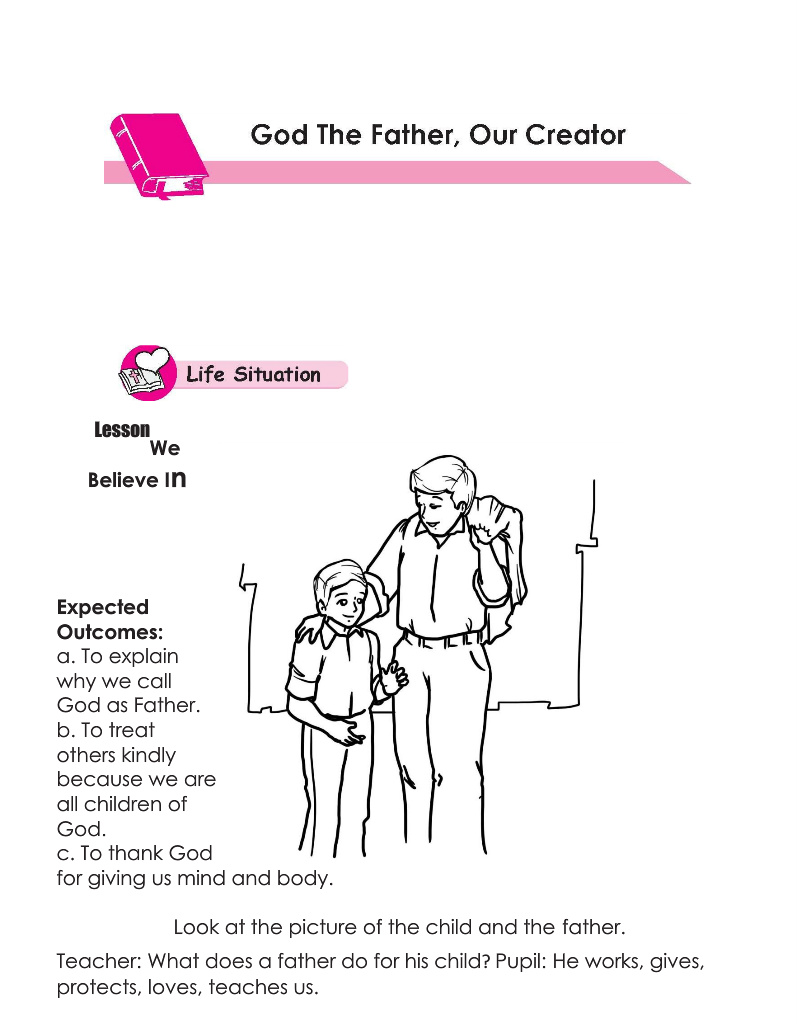 God The Father, Our Creator
Life Situation
Lesson
We
Believe In
Expected
Outcomes:
a. To explain
why we call
God as Father.
b. To treat
others kindly
because we are
all children of
God.
c. To thank God
for giving us mind and body.
Look at the picture of the child and the father.
Teacher: What does a father do for his child? Pupil: He works, gives,
protects, loves, teaches us.